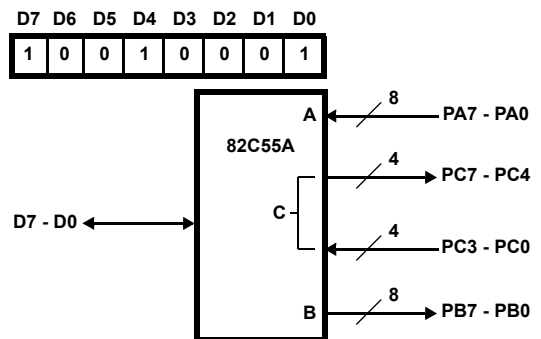 D7 D6 D5 D4 D3 D2 D1 D0
1 0 0 1 0 0 0 1
A 8 PA7 - PA0
82C55A
4 PC7 - PC4
C
D7 - D0
4 PC3 - PC0
B 8 PB7 - PB0